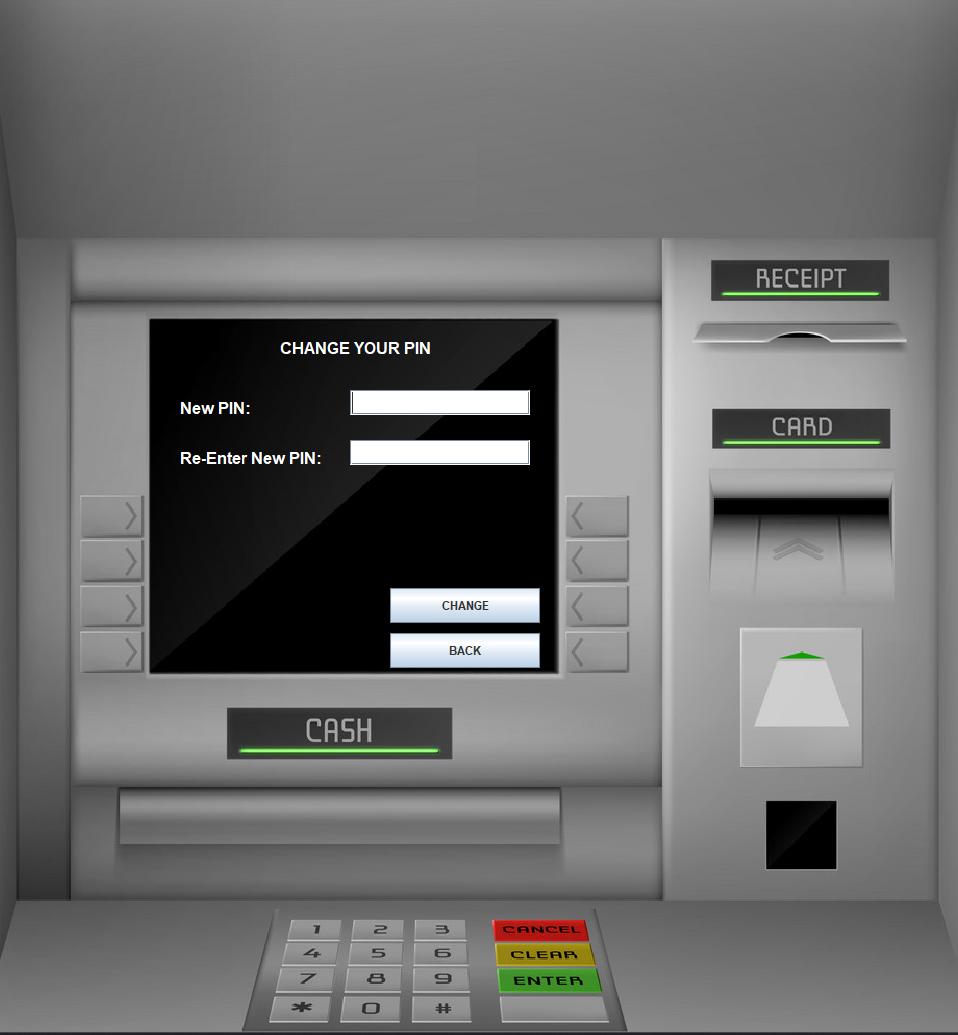 RECEIPT
CHANGE YOUR PIN
New PIN:
CARD
Re-Enter New PIN:
CHANGE
BACK
CASH
1 2 3 CANCEL
4 5 6 CLEAR
7 8 9 ENTER
* 0 #